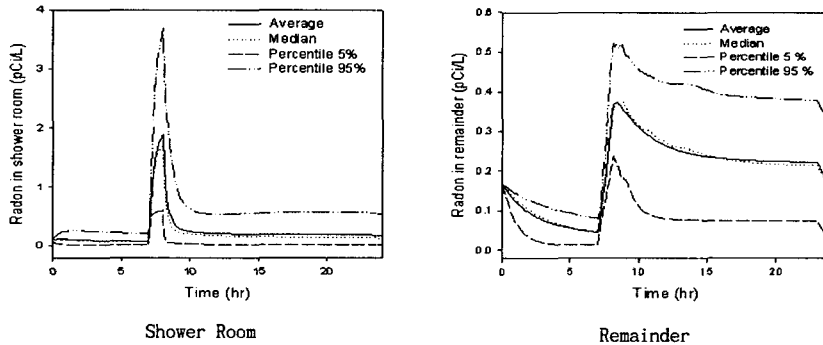 Radon in shower room (pCi/L)
4
3
2
1
0
Average
Median
Percentile 5%
Percentile 95%
0
5
10
15
20
Time (hr)
Shower Room
Radon in remainder (pCi/L)
0.6
0.5
0.4
0.3
0.2
0.1
0.0
Average
Median
Percentile 5 %
Percentile 95 %
0
5
10
15
20
Time (hr)
Remainder